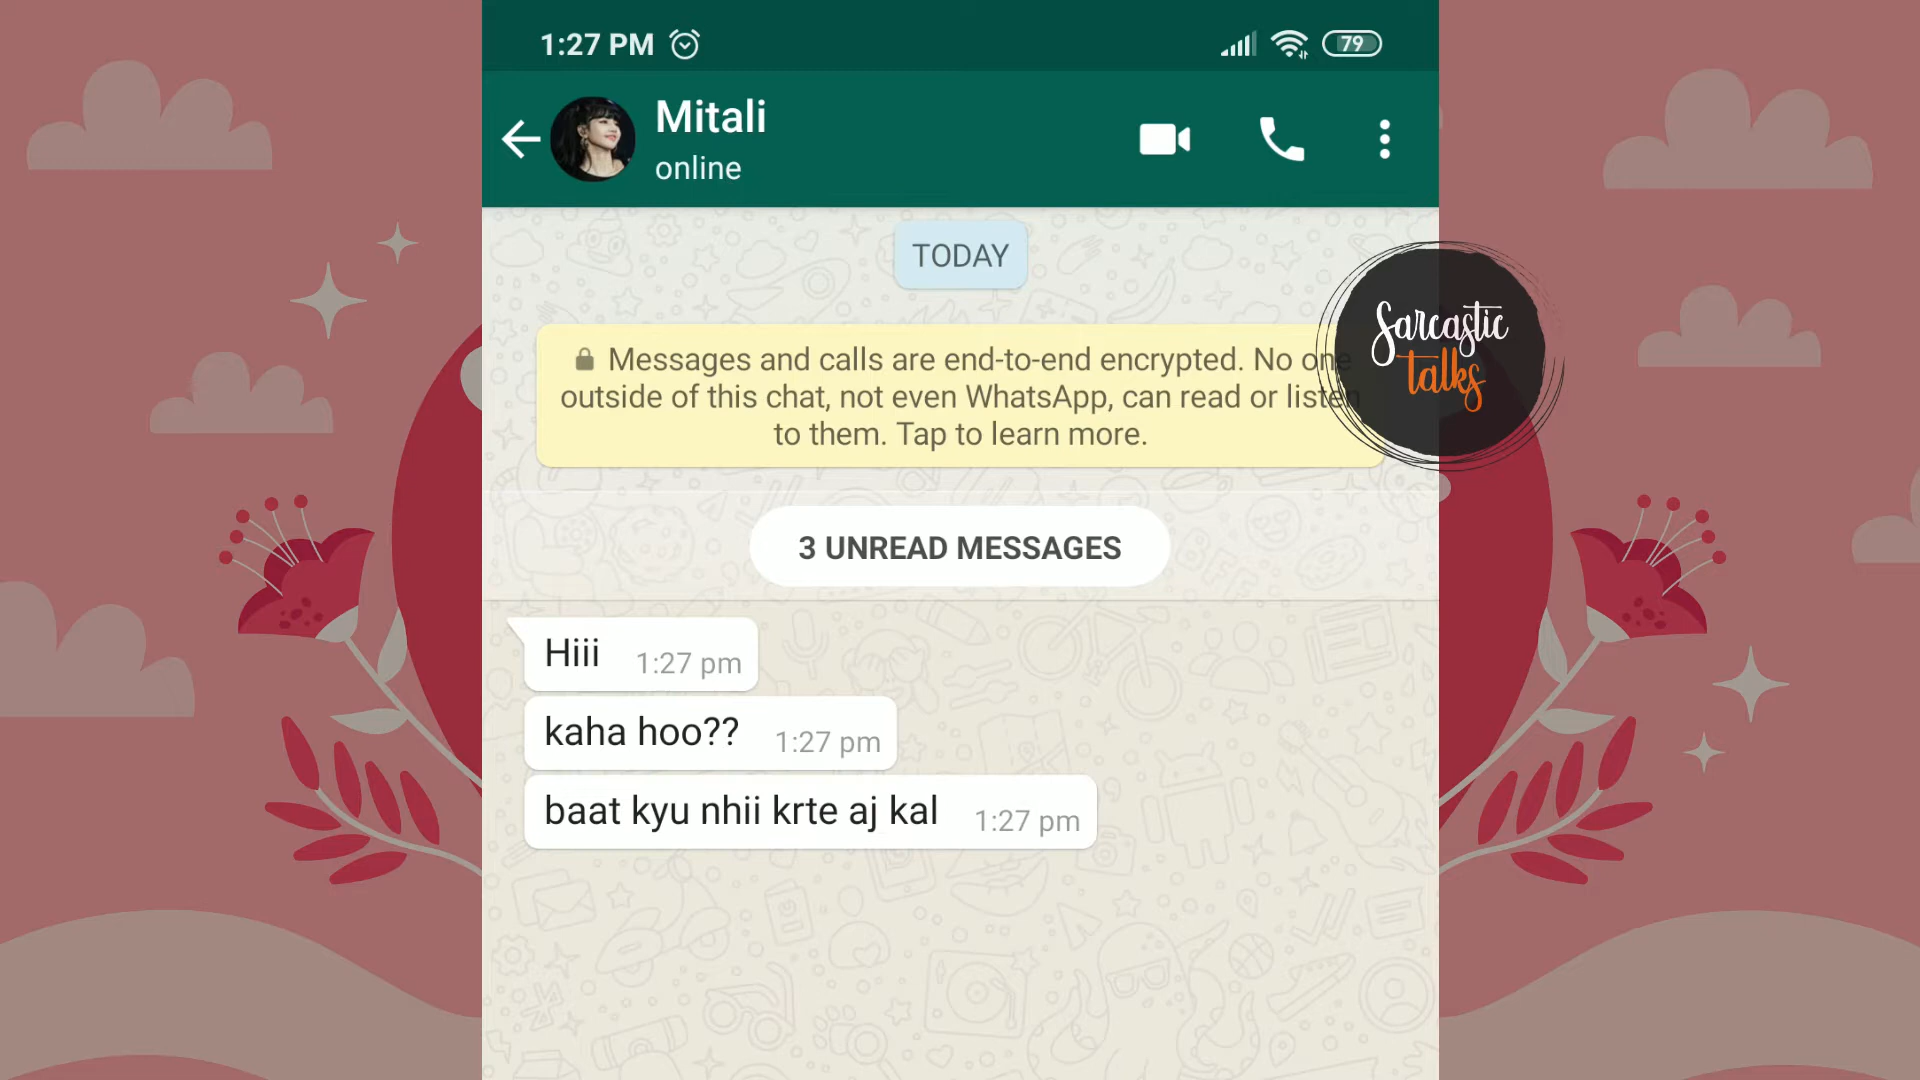 1:27 PM
79
Mitali
online
TODAY
Messages and calls are end-to-end encrypted. No one
outside of this chat, not even WhatsApp, can read or listen
to them. Tap to learn more.
Sarcastic
talks
3 UNREAD MESSAGES
Hiii 1:27 pm
kaha hoo?? 1:27 pm
baat kyu nhii krte aj kal 1:27 pm